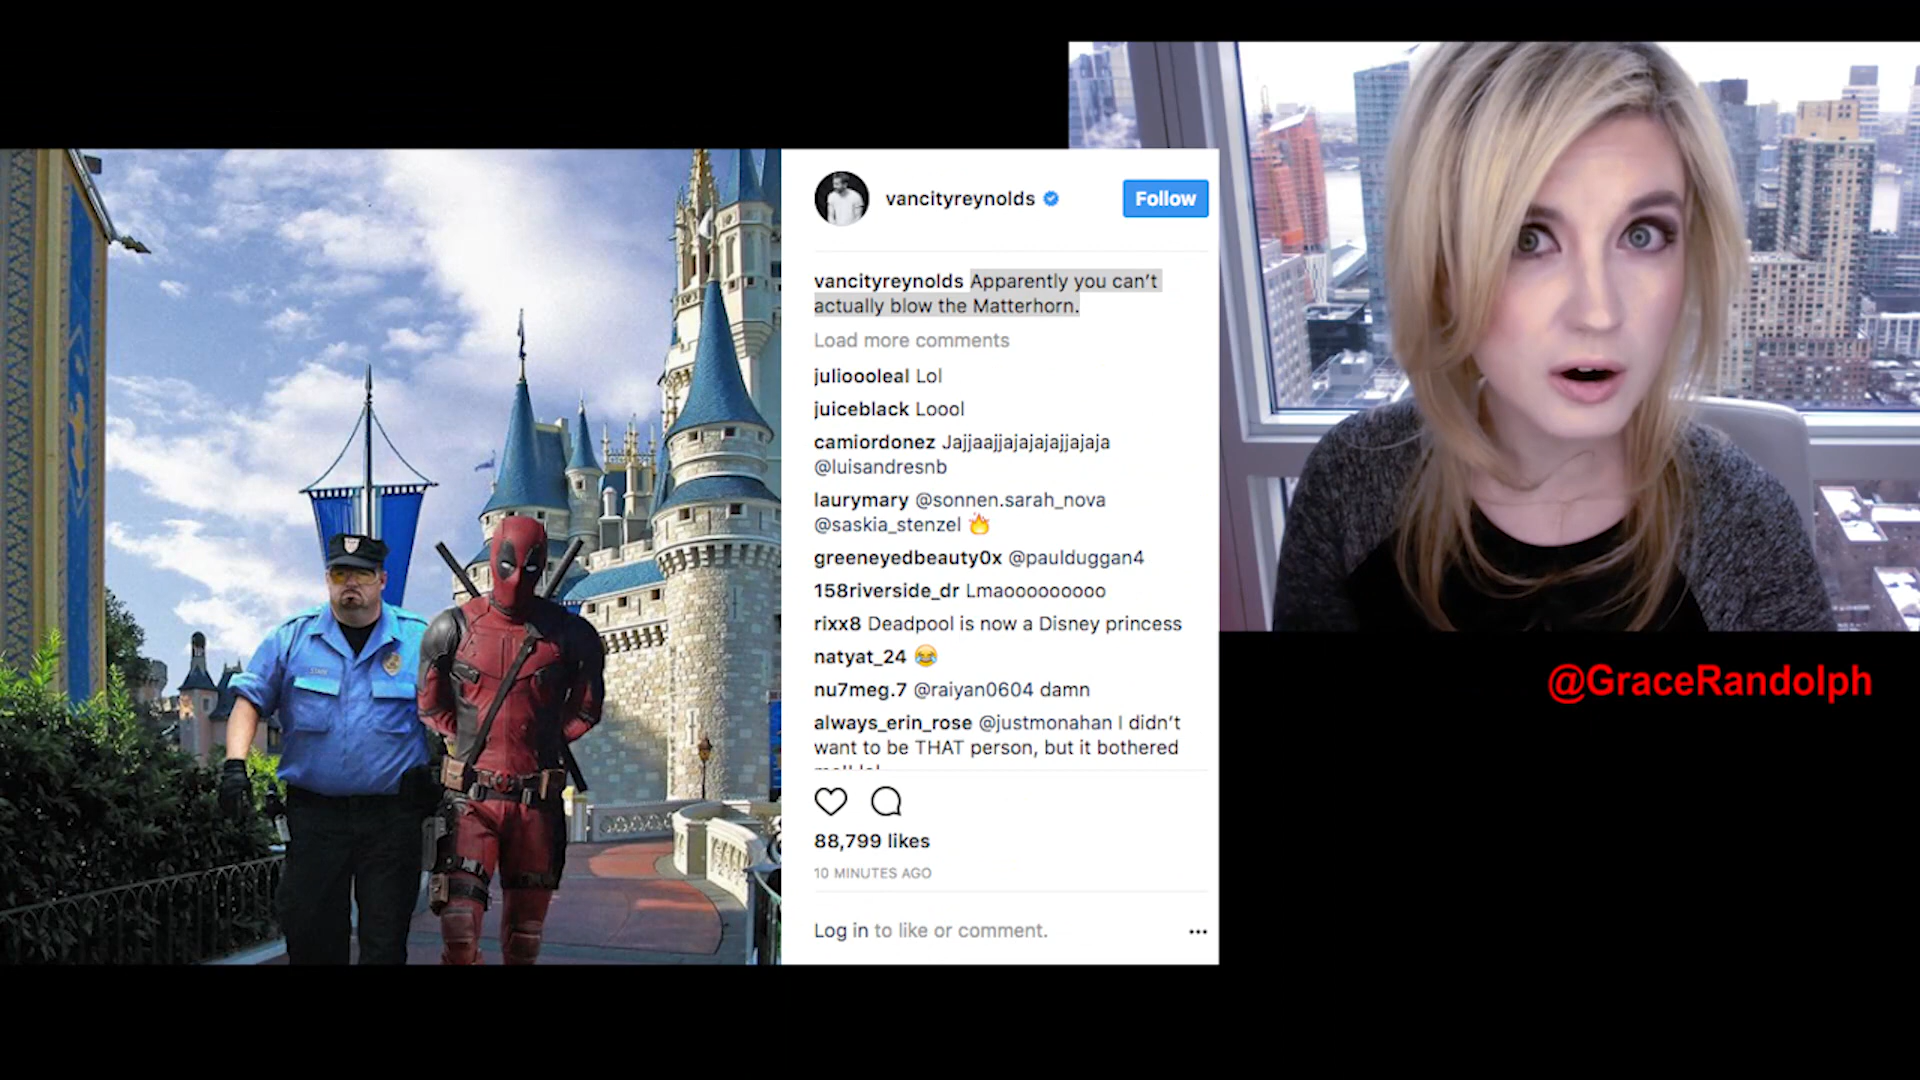 vancityreynolds
Follow
vancityreynolds Apparently you can't
actually blow the Matterhorn.
Load more comments
julioooleal Lol
juiceblack Loool
camiordonez Jajjaajjajajajajjajaja
@luisandresnb
laurymary @sonnen.sarah_nova
@saskia_stenzel 🔥
greeneyedbeauty0x @paulduggan4
158riverside_dr Lmaooooooooo
rixx8 Deadpool is now a Disney princess
natyat_24 😂
nu7meg.7 @raiyan0604 damn
always_erin_rose @justmonahan I didn't
want to be THAT person, but it bothered
88,799 likes
10 MINUTES AGO
Log in to like or comment.
@GraceRandolph
STAFF